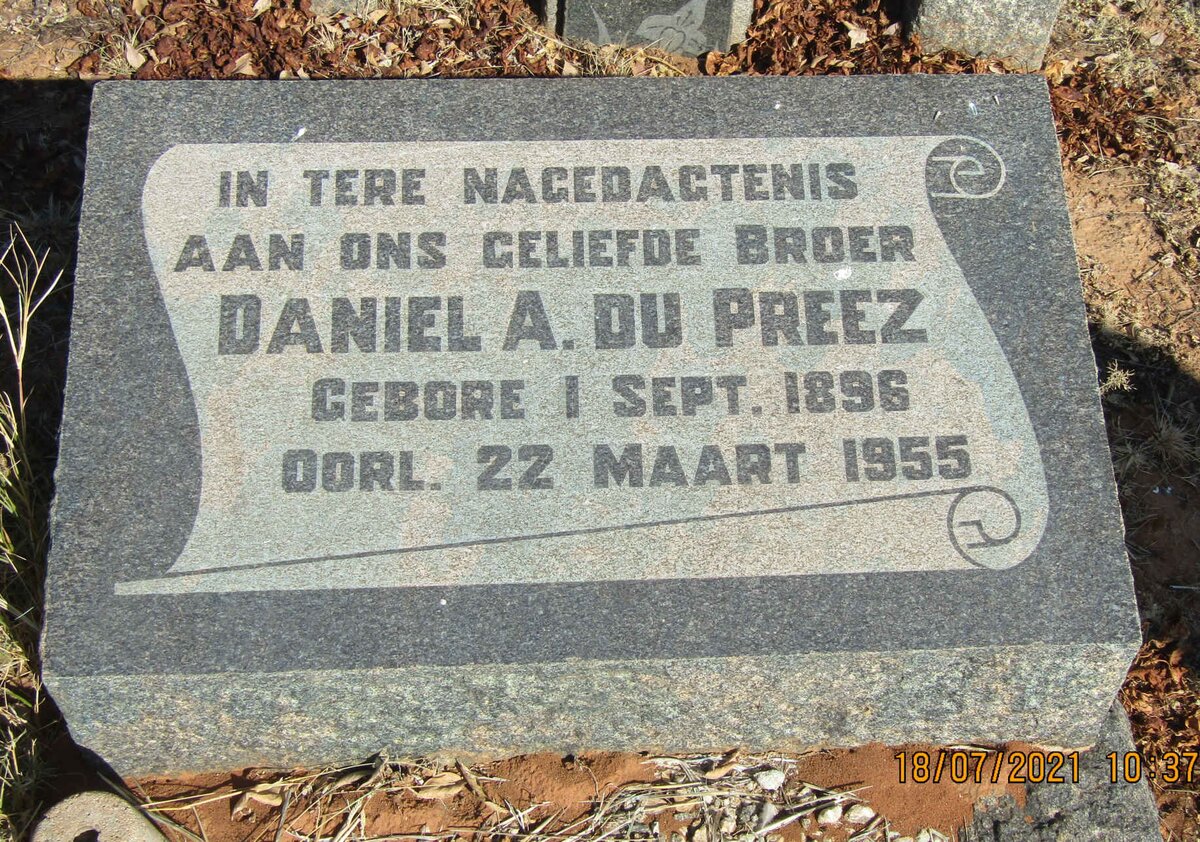 IN TERE NAGEDAGTENIS
AAN ONS GELIEFDE BROER
DANIEL A. DU PREEZ
GEBORE 1 SEPT. 1896
OORL. 22 MAART 1955
18/07/2021 10:37